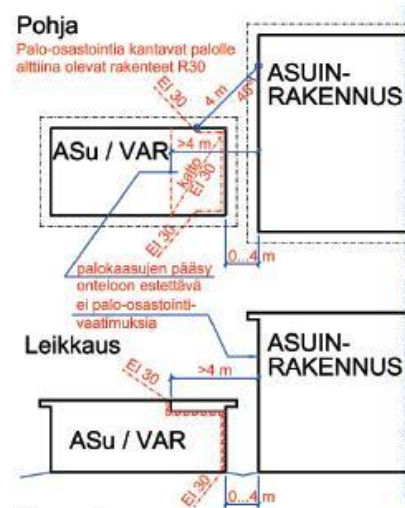 Pohja
Palo-osastointia kantavat palolle
alttiina olevat rakenteet R30
EI 30
4 m
45°
ASUIN-
RAKENNUS
ASu / VAR
>4 m
katto
EI 30
EI 30
0...4 m
palokaasujen pääsy
onteloon estettävä
ei palo-osastointi-
vaatimuksia
Leikkaus
ASUIN-
RAKENNUS
>4 m
EI 30
ASu / VAR
EI 30
0...4 m